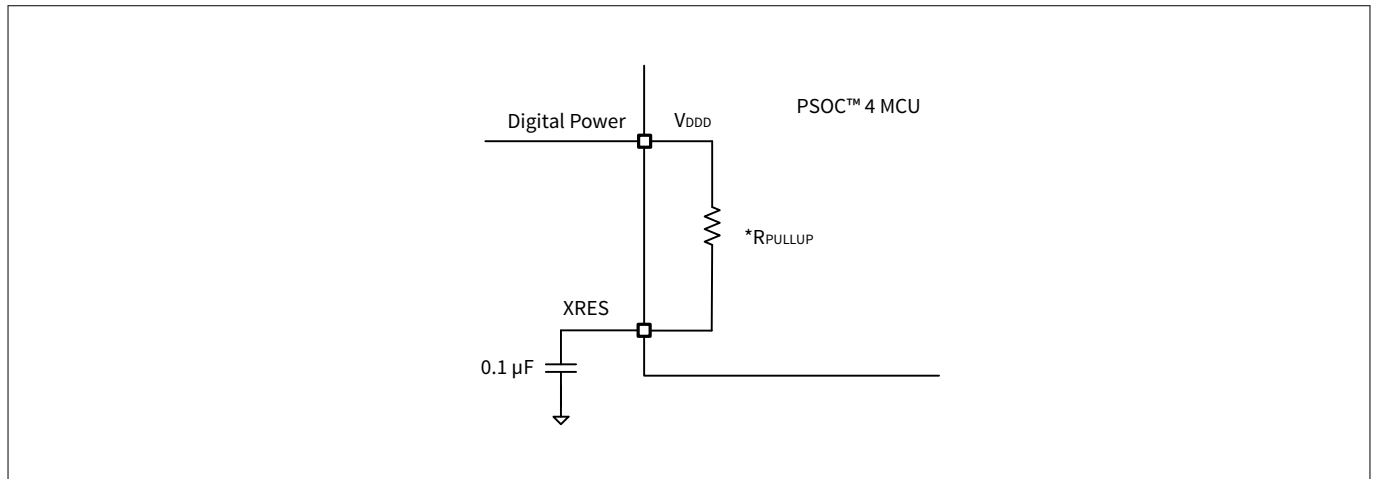 PSOC™ 4 MCU
Digital Power
VDDD
*RPULLUP
XRES
0.1 µF